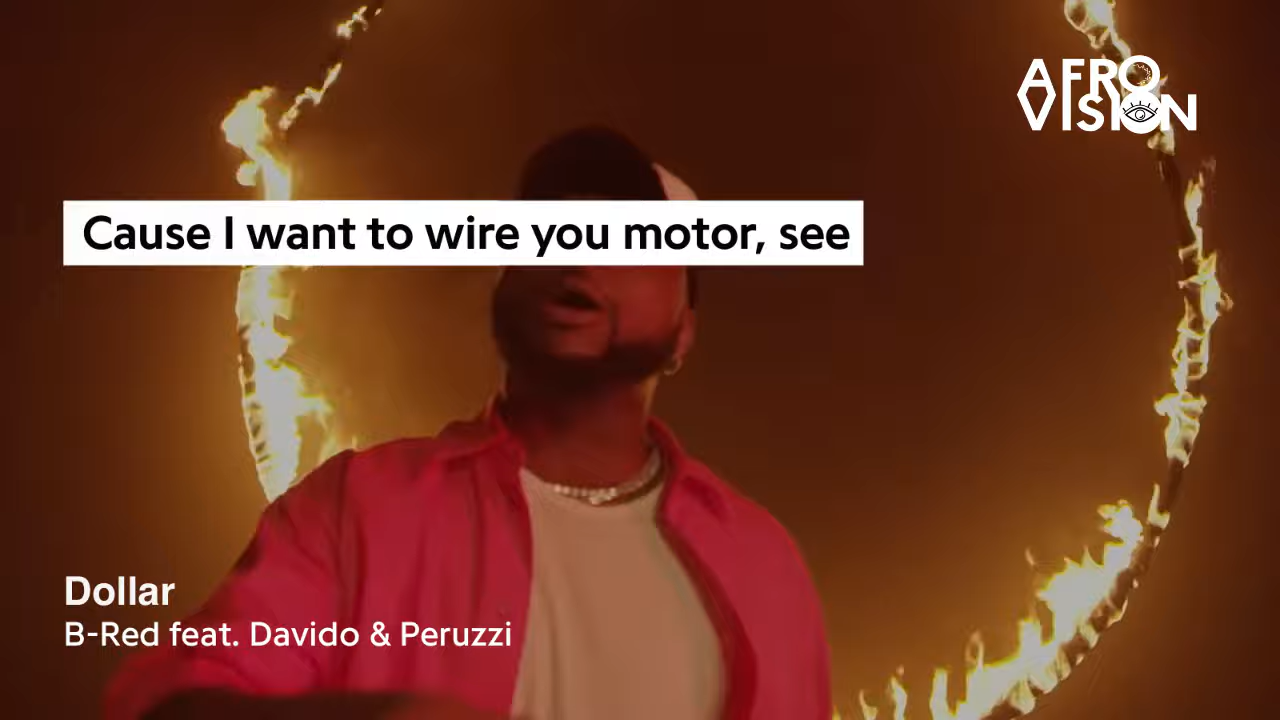 AFRO
VISION
Cause I want to wire you motor, see
Dollar
B-Red feat. Davido & Peruzzi